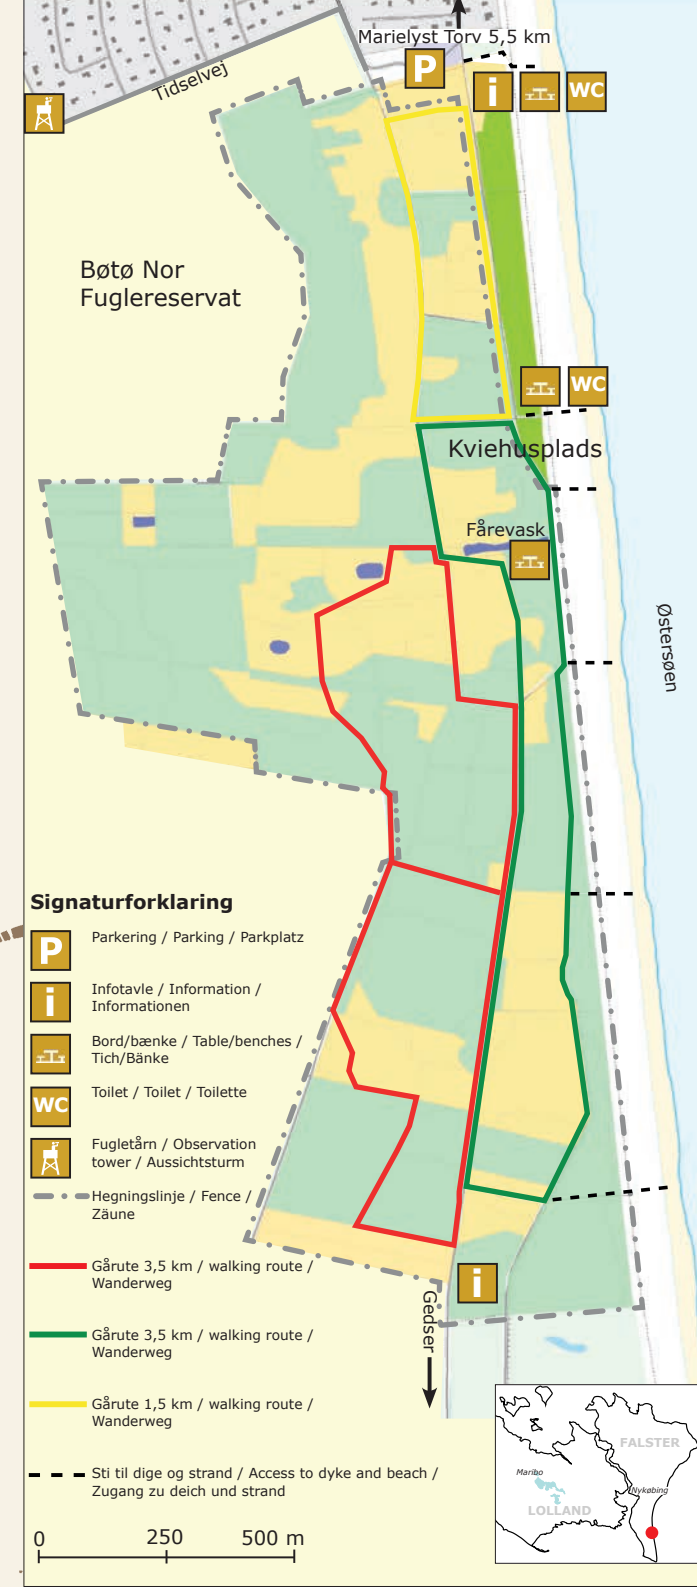 Marielyst Torv 5,5 km
P
i
WC
Tidselvej
Bøtø Nor
Fuglereservat
WC
Kviehusplads
Fårevask
Østersøen
Signaturforklaring
P
Parkering / Parking / Parkplatz
i
Infotavle / Information /
Informationen
Bord/bænke / Table/benches /
Tich/Bänke
WC
Toilet / Toilet / Toilette
Fugletårn / Observation
tower / Aussichtsturm
Hegningslinje / Fence /
Zäune
Gårute 3,5 km / walking route /
Wanderweg
Gårute 3,5 km / walking route /
Wanderweg
Gårute 1,5 km / walking route /
Wanderweg
Sti til dige og strand / Access to dyke and beach /
Zugang zu deich und strand
0 250 500 m
i
Gedser
FALSTER
Maribo
Nykøbing
LOLLAND